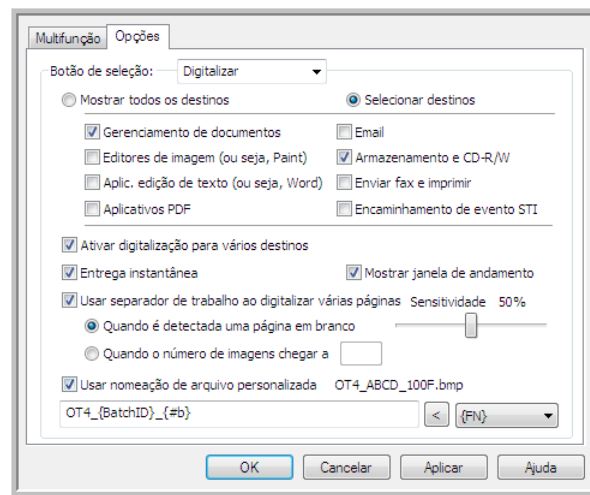 Multifunção Opções
Botão de seleção: Digitalizar
Mostrar todos os destinos Selecionar destinos
Gerenciamento de documentos Email
Editores de imagem (ou seja, Paint) Armazenamento e CD-R/W
Aplic. edição de texto (ou seja, Word) Enviar fax e imprimir
Aplicativos PDF Encaminhamento de evento STI
Ativar digitalização para vários destinos
Entrega instantânea Mostrar janela de andamento
Usar separador de trabalho ao digitalizar várias páginas Sensitividade 50%
Quando é detectada uma página em branco
Quando o número de imagens chegar a
Usar nomeação de arquivo personalizada OT4_ABCD_100F.bmp
OT4_{BatchID}_{#b} < {FN}
OK Cancelar Aplicar Ajuda